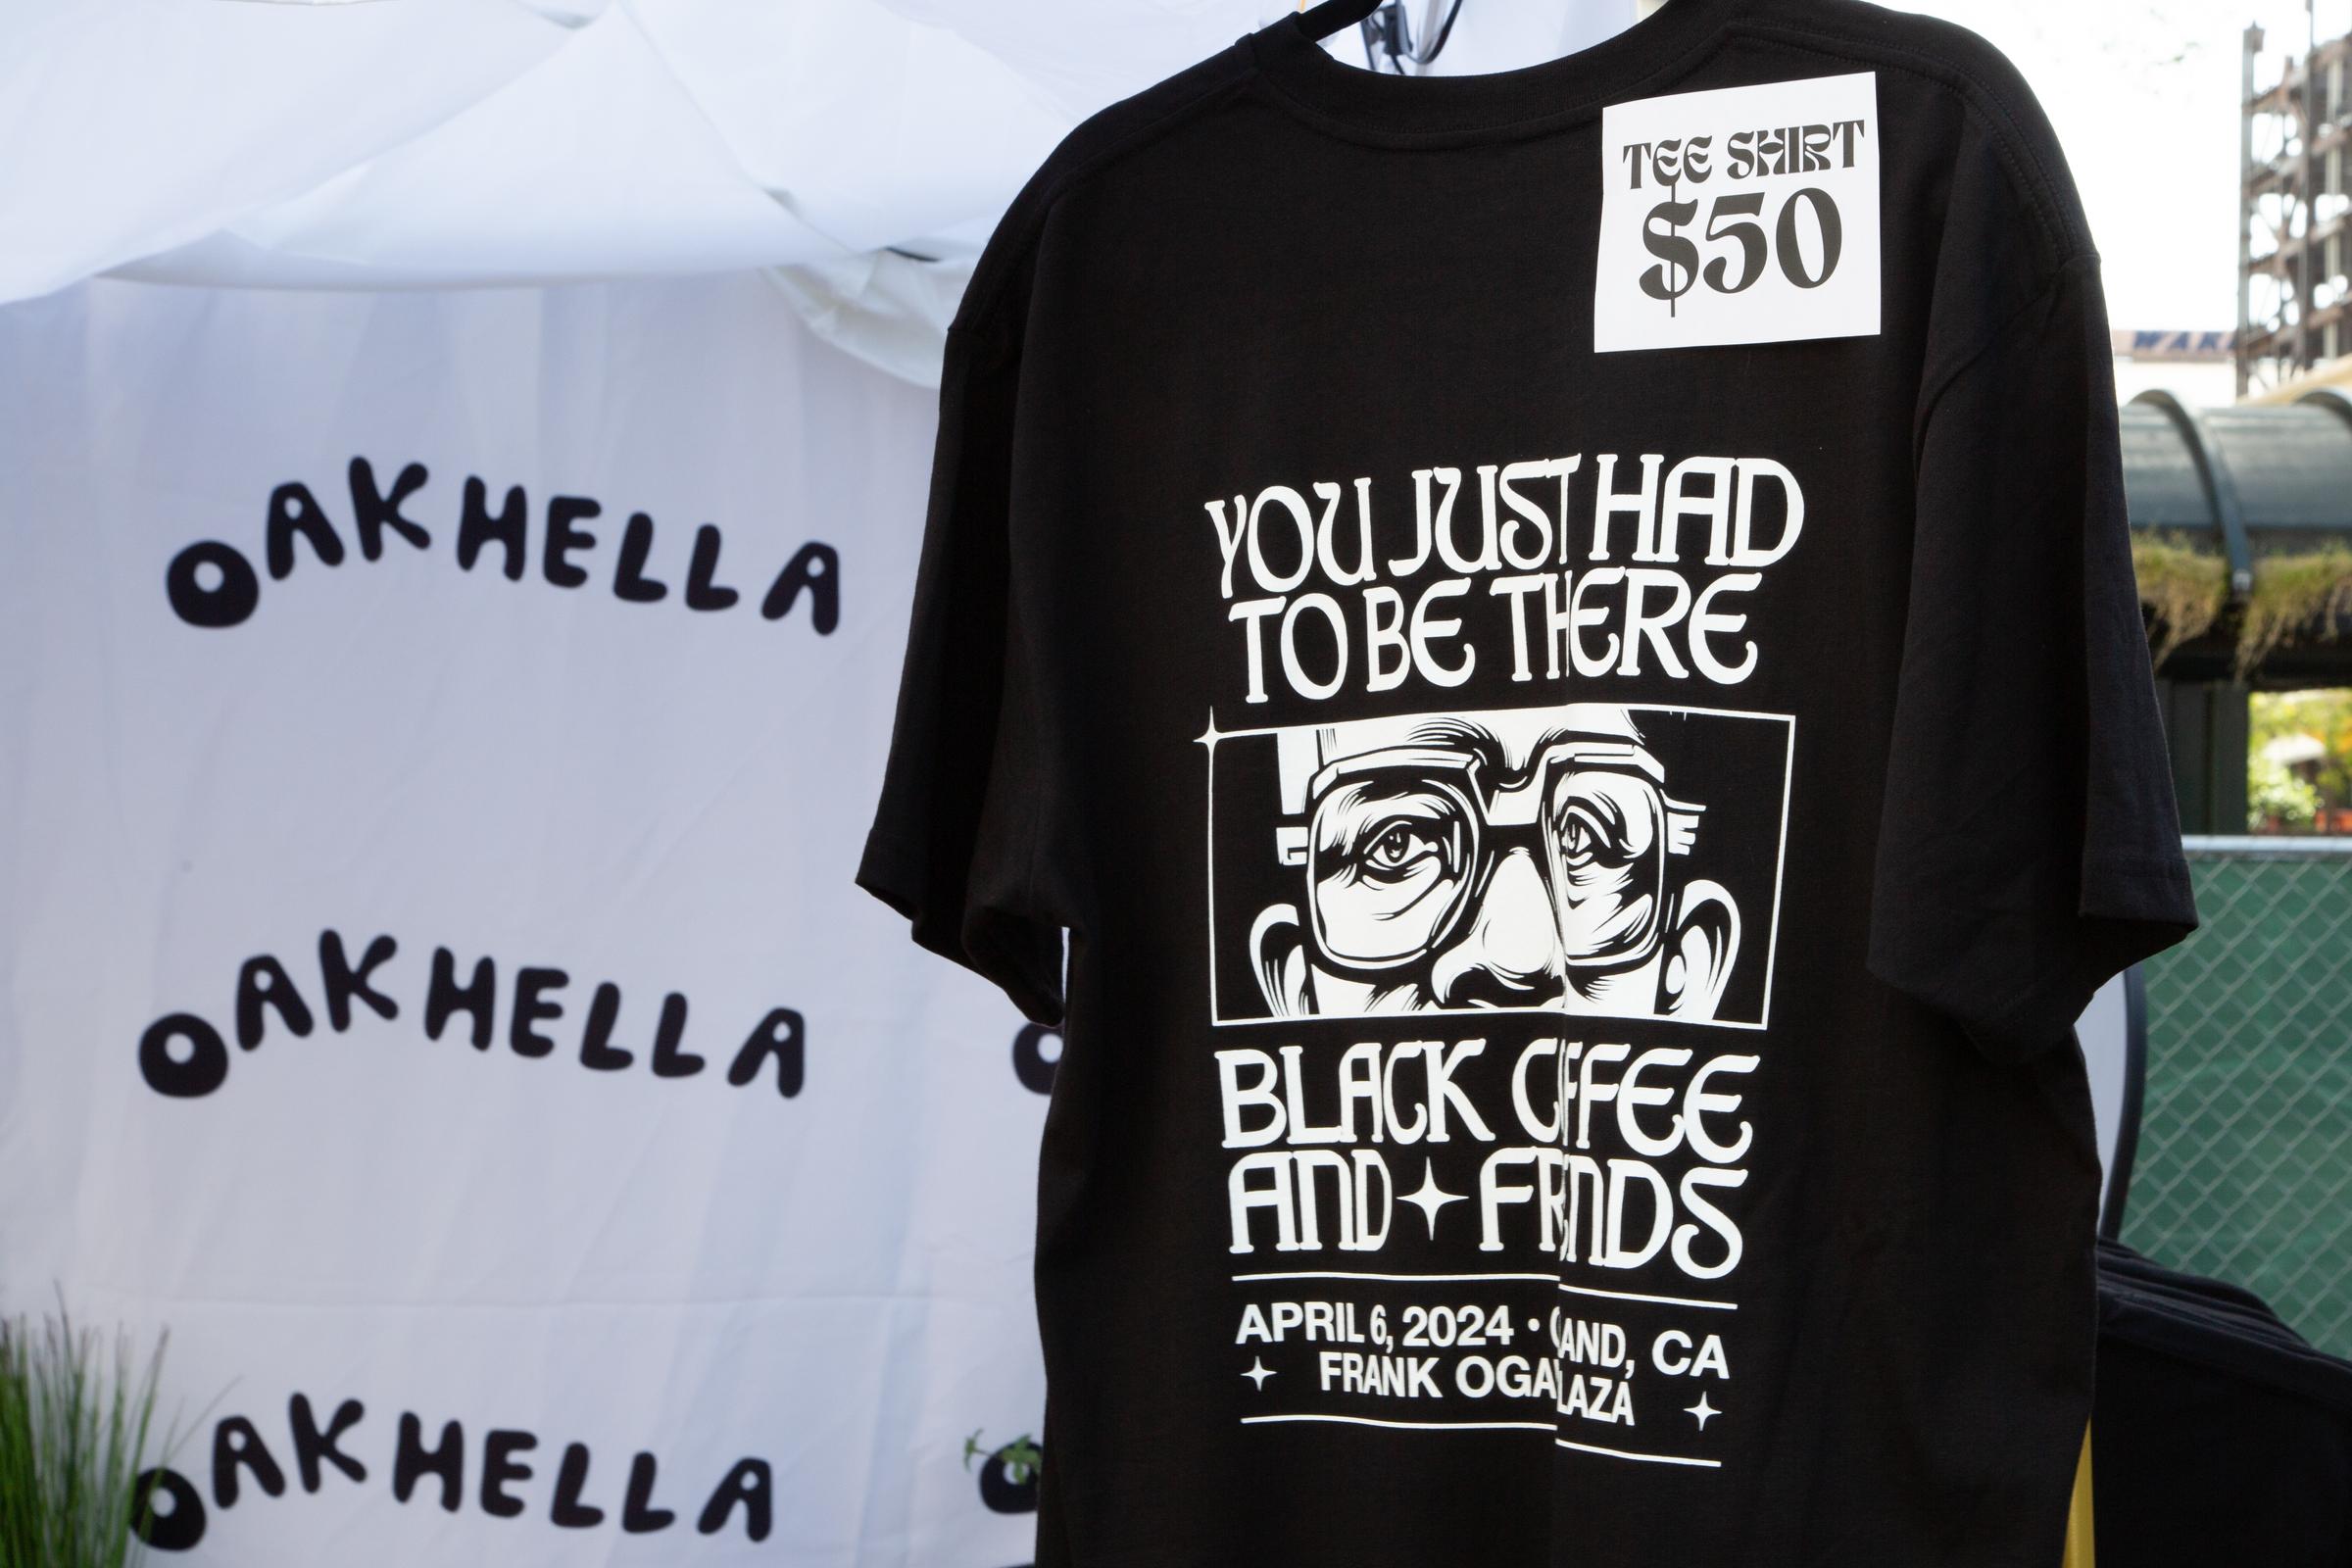 OAKHELLA
OAKHELLA
OAKHELLA
TEE SHIRT
$50
YOU JUST HAD
TO BE THERE
BLACK C FFEE
AND FR NDS
APRIL 6, 2024 • AND, CA
FRANK OGA LAZA